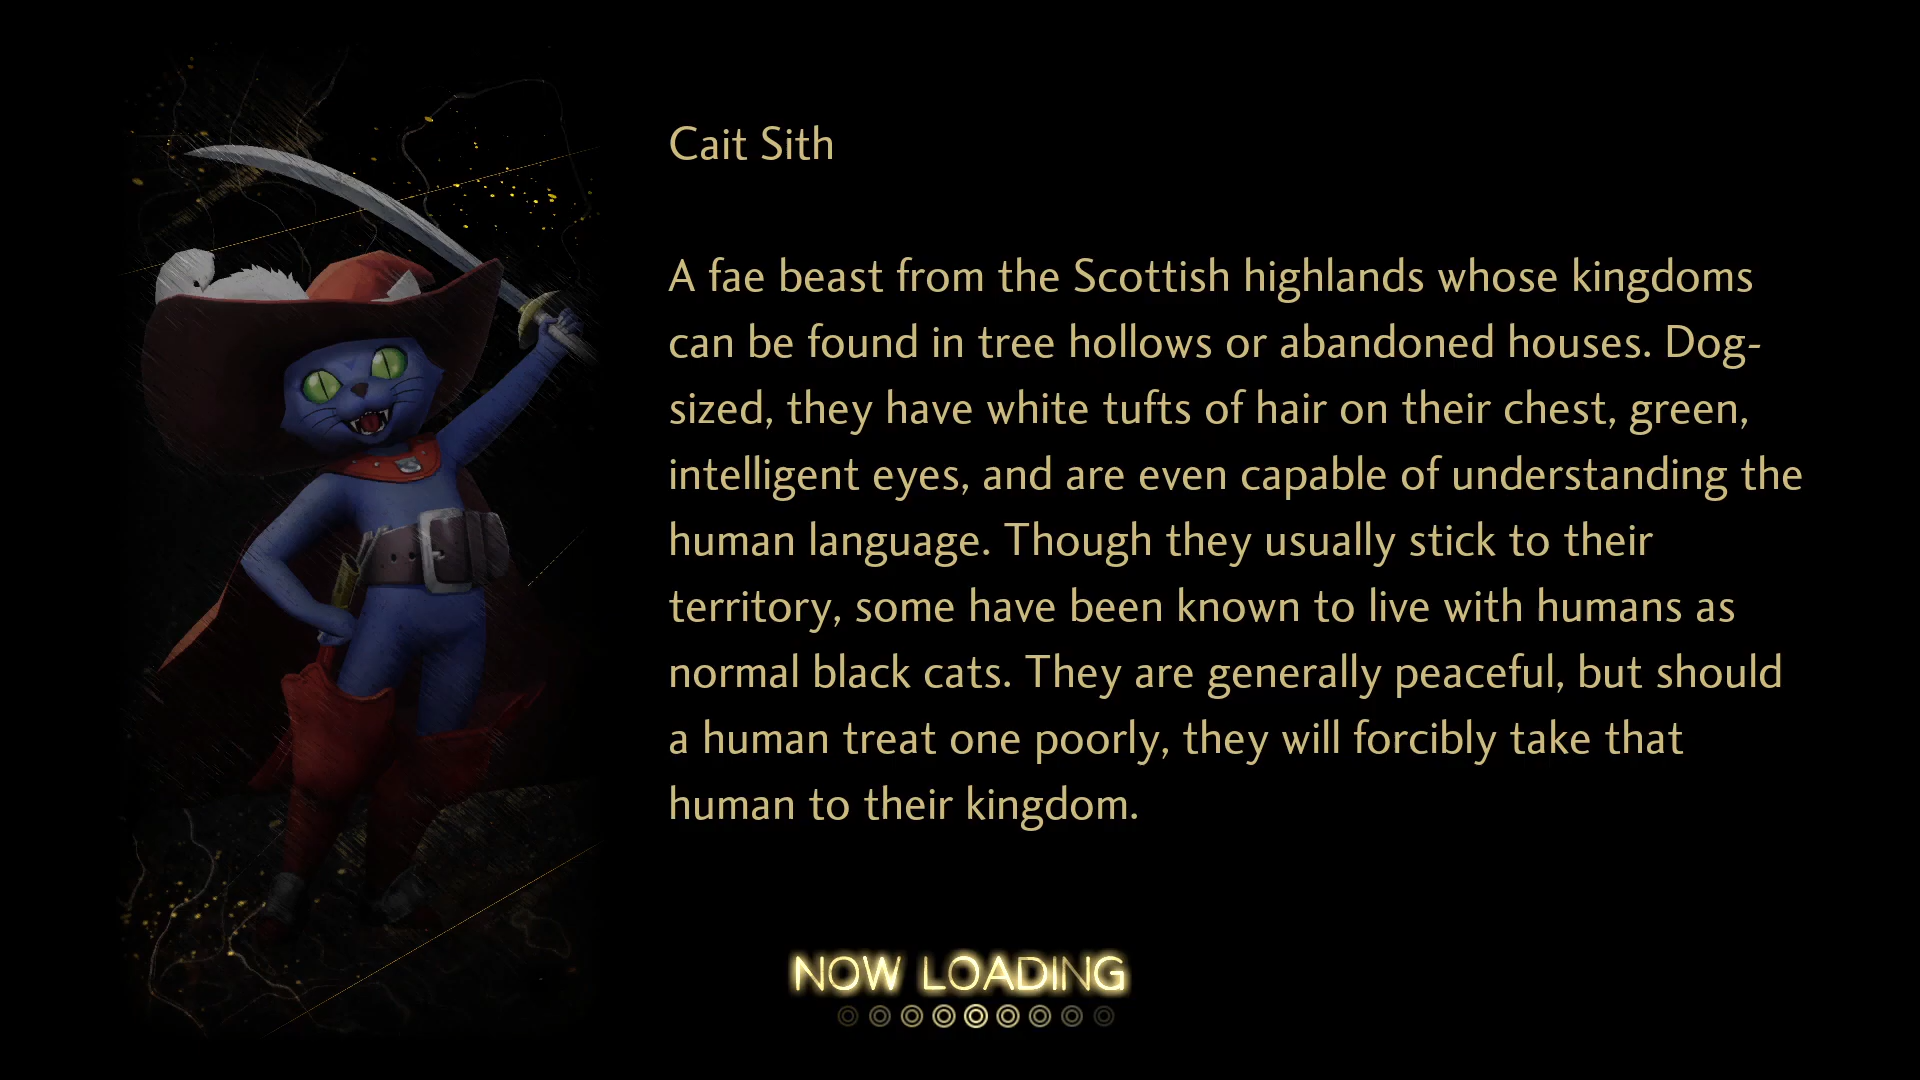 Cait Sith
A fae beast from the Scottish highlands whose kingdoms
can be found in tree hollows or abandoned houses. Dog-
sized, they have white tufts of hair on their chest, green,
intelligent eyes, and are even capable of understanding the
human language. Though they usually stick to their
territory, some have been known to live with humans as
normal black cats. They are generally peaceful, but should
a human treat one poorly, they will forcibly take that
human to their kingdom.
NOW LOADING